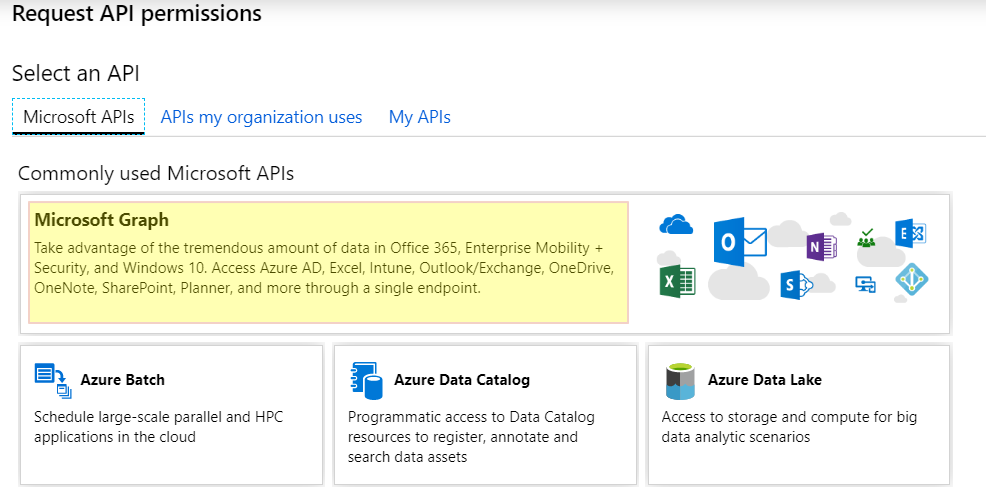 Request API permissions
Select an API
Microsoft APIs
APIs my organization uses
My APIs
Commonly used Microsoft APIs
Microsoft Graph
Take advantage of the tremendous amount of data in Office 365, Enterprise Mobility +
Security, and Windows 10. Access Azure AD, Excel, Intune, Outlook/Exchange, OneDrive,
OneNote, SharePoint, Planner, and more through a single endpoint.
O
N
E
X
S
Azure Batch
Schedule large-scale parallel and HPC
applications in the cloud
Azure Data Catalog
Programmatic access to Data Catalog
resources to register, annotate and
search data assets
Azure Data Lake
Access to storage and compute for big
data analytic scenarios